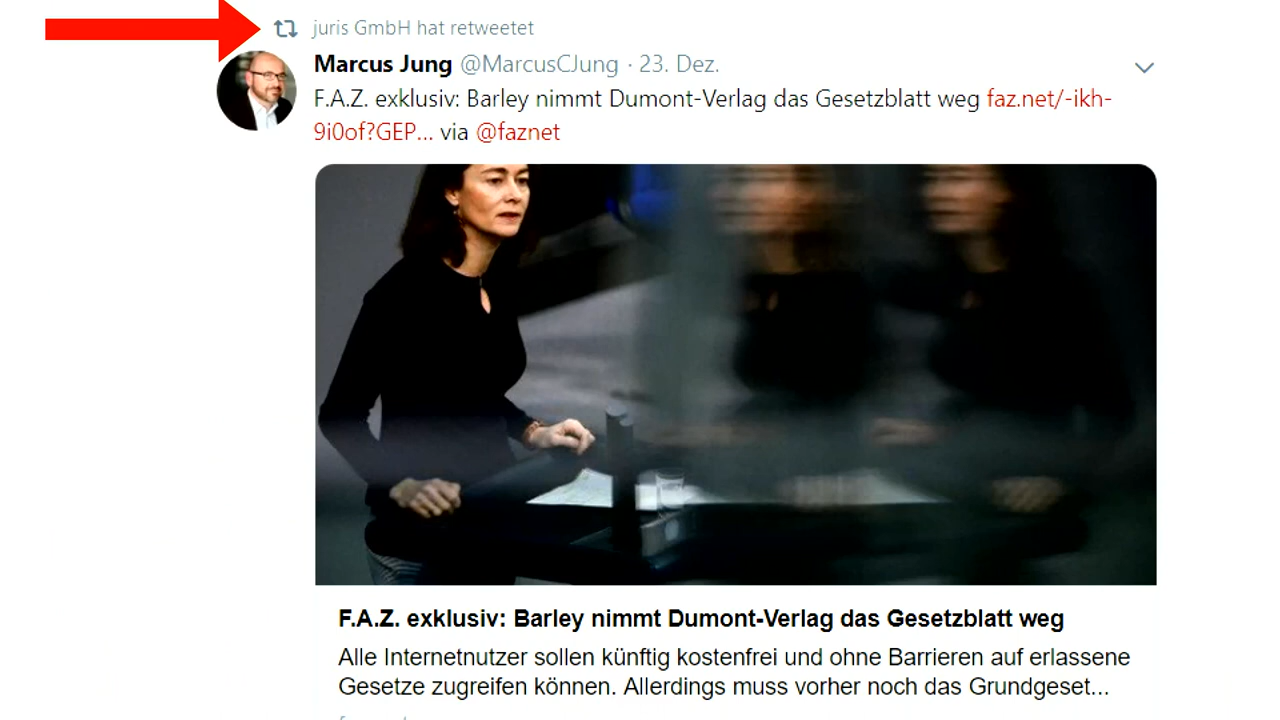 juris GmbH hat retweetet
Marcus Jung @MarcusCJung · 23. Dez.
F.A.Z. exklusiv: Barley nimmt Dumont-Verlag das Gesetzblatt weg faz.net/-ikh-
9i0of?GEP... via @faznet
F.A.Z. exklusiv: Barley nimmt Dumont-Verlag das Gesetzblatt weg
Alle Internetnutzer sollen künftig kostenfrei und ohne Barrieren auf erlassene
Gesetze zugreifen können. Allerdings muss vorher noch das Grundgeset...